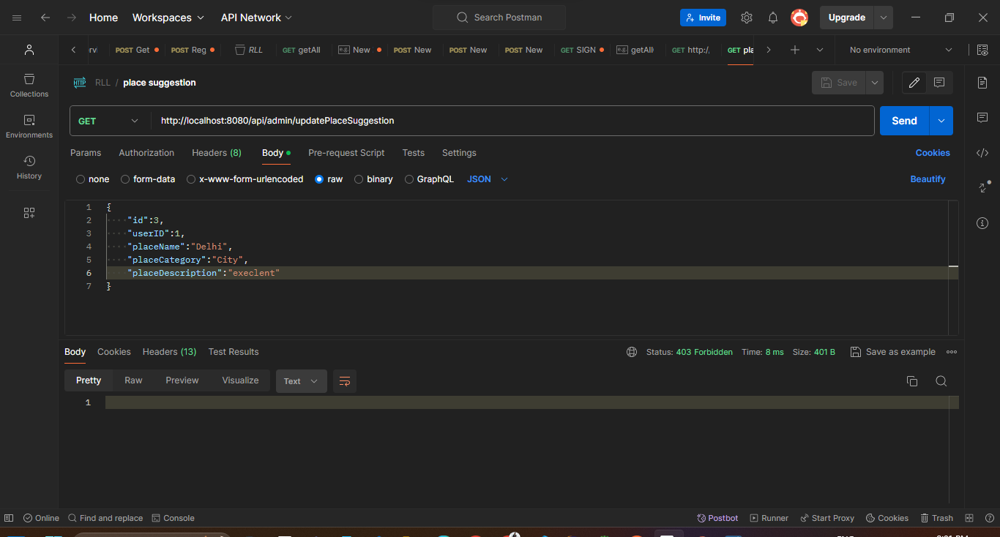 Home Workspaces API Network Search Postman Invite Upgrade
POST Get POST Reg RLL GET getAll e.g. New POST New POST New POST New GET SIGN e.g. getAll GET http:/ GET pla No environment
HTTP RLL / place suggestion Save
Collections
Environments
History
GET http://localhost:8080/api/admin/updatePlaceSuggestion Send
Params Authorization Headers (8) Body Pre-request Script Tests Settings Cookies
none form-data x-www-form-urlencoded raw binary GraphQL JSON Beautify
1 {
2 "id":3,
3 "userID":1,
4 "placeName":"Delhi",
5 "placeCategory":"City",
6 "placeDescription":"execlent"
7 }
Body Cookies Headers (13) Test Results Status: 403 Forbidden Time: 8 ms Size: 401 B Save as example
Pretty Raw Preview Visualize Text
1
Online Find and replace Console Postbot Runner Start Proxy Cookies Trash